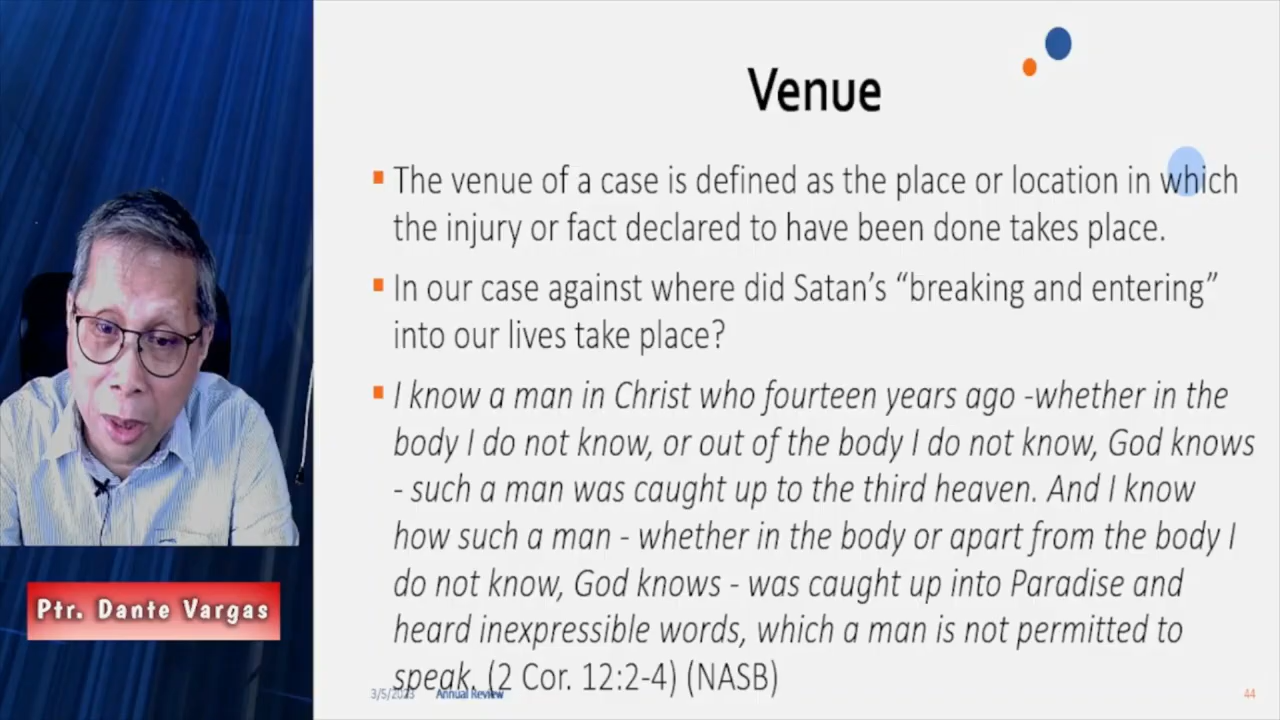 Venue
▪ The venue of a case is defined as the place or location in which
the injury or fact declared to have been done takes place.
▪ In our case against where did Satan’s “breaking and entering”
into our lives take place?
▪ I know a man in Christ who fourteen years ago -whether in the
body I do not know, or out of the body I do not know, God knows
- such a man was caught up to the third heaven. And I know
how such a man - whether in the body or apart from the body I
do not know, God knows - was caught up into Paradise and
heard inexpressible words, which a man is not permitted to
speak. (2 Cor. 12:2-4) (NASB)
3/5/2023 Annual Review 44
Ptr. Dante Vargas